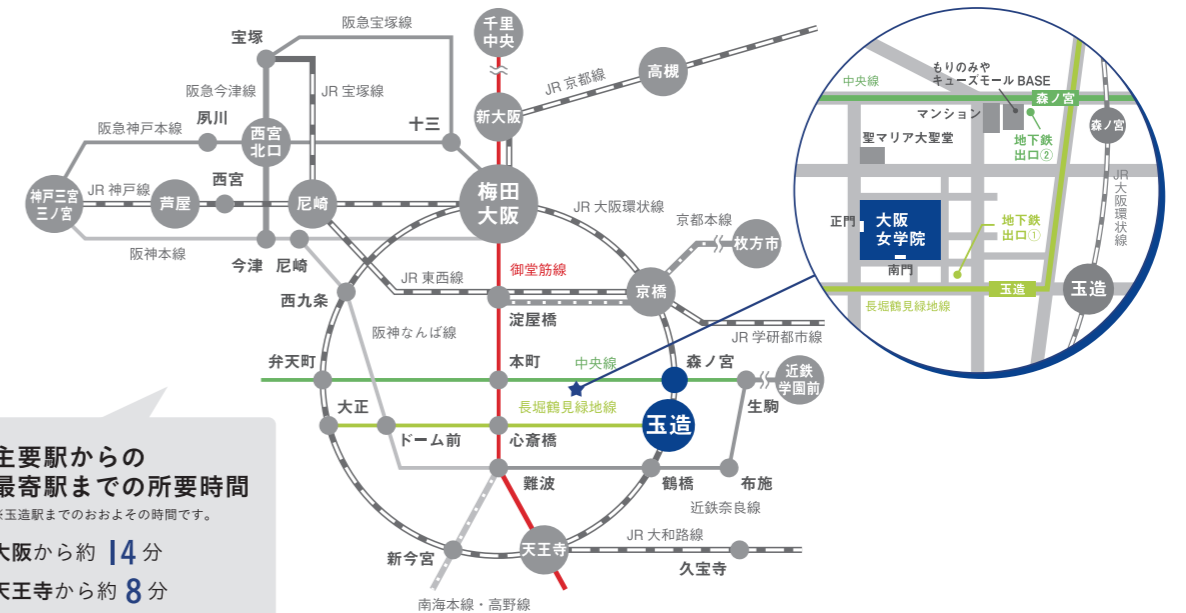 阪急宝塚線
千里
中央
宝塚
JR 京都線
高槻
阪急今津線
JR 宝塚線
新大阪
夙川
十三
阪急神戸本線
西宮
北口
西宮
JR 神戸線
神戸三宮
三ノ宮
芦屋
尼崎
梅田
大阪
JR 大阪環状線
京都本線
枚方市
阪神本線
今津
尼崎
御堂筋線
JR 東西線
京橋
西九条
淀屋橋
阪神なんば線
JR 学研都市線
弁天町
本町
中央線
森ノ宮
近鉄
学園前
生駒
大正
長堀鶴見緑地線
玉造
ドーム前
心斎橋
難波
鶴橋
布施
近鉄奈良線
新今宮
天王寺
JR 大和路線
久宝寺
南海本線・高野線
もりのみや
キューズモール BASE
中央線
森ノ宮
マンション
森ノ宮
聖マリア大聖堂
地下鉄
出口②
JR大阪環状線
正門
大阪
女学院
地下鉄
出口①
南門
玉造
玉造
長堀鶴見緑地線
主要駅からの
最寄駅までの所要時間
※玉造駅までのおおよその時間です。
大阪から約 14 分
天王寺から約 8 分